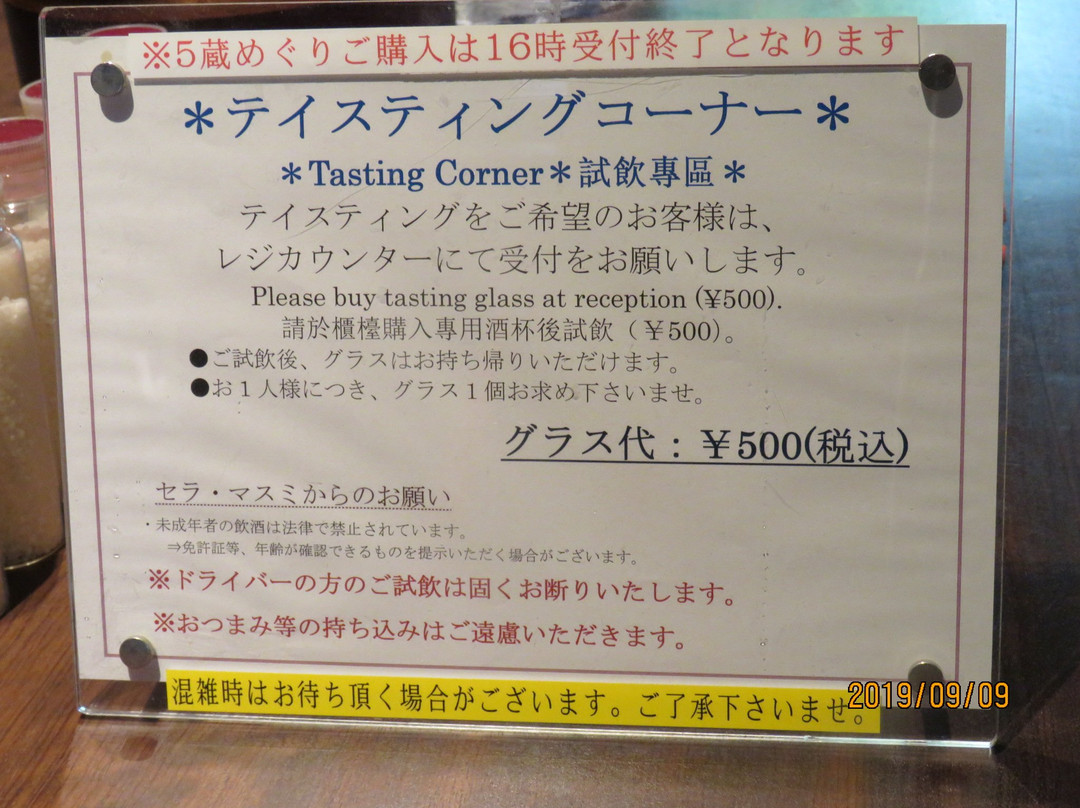 ※5蔵めぐりご購入は16時受付終了となります
＊テイスティングコーナー＊
＊Tasting Corner＊試飲專區＊
テイスティングをご希望のお客様は、
レジカウンターにて受付をお願いします。
Please buy tasting glass at reception (¥500).
請於櫃檯購入專用酒杯後試飲（￥500）。
●ご試飲後、グラスはお持ち帰りいただけます。
●お１人様につき、グラス１個お求め下さいませ。
グラス代：￥500(税込)
セラ・マスミからのお願い
・未成年者の飲酒は法律で禁止されています。
⇒免許証等、年齢が確認できるものを提示いただく場合がございます。
※ドライバーの方のご試飲は固くお断りいたします。
※おつまみ等の持ち込みはご遠慮いただきます。
混雑時はお待ち頂く場合がございます。ご了承下さいませ。
2019/09/09